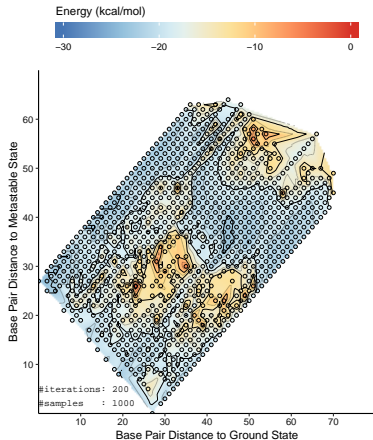 Energy (kcal/mol)
−30 −20 −10 0
60
50
40
30
20
10
Base Pair Distance to Metastable State
#iterations: 200
#samples : 1000
10 20 30 40 50 60 70
Base Pair Distance to Ground State